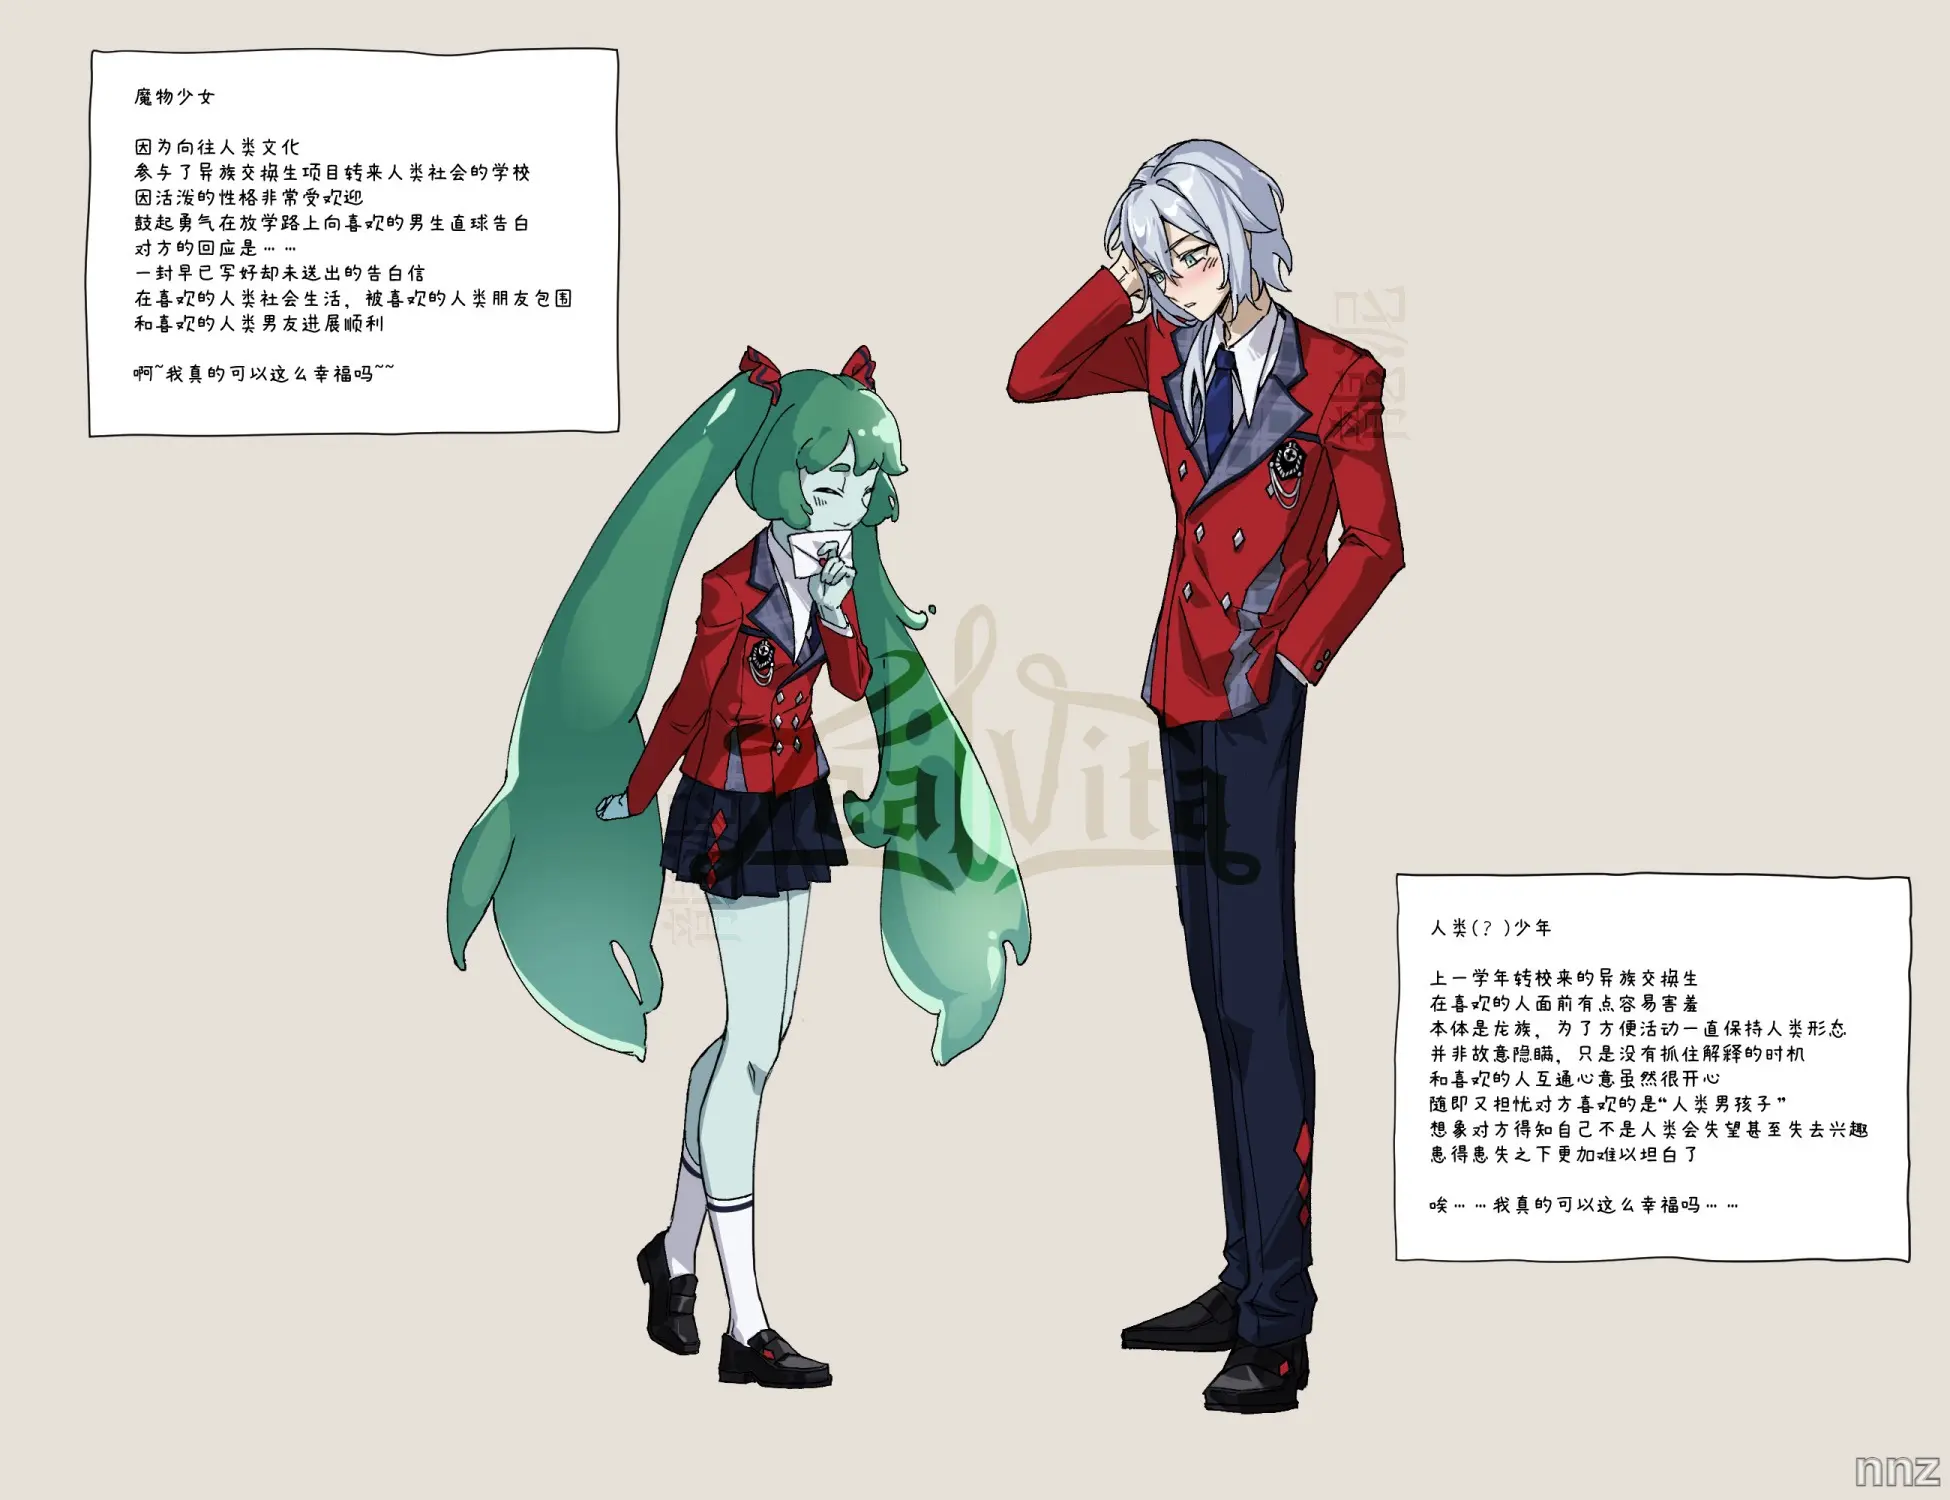 魔物少女
因为向往人类文化
参与了异族交换生项目转来人类社会的学校
因活泼的性格非常受欢迎
鼓起勇气在放学路上向喜欢的男生直球告白
对方的回应是……
一封早已写好却未送出的告白信
在喜欢的人类社会生活，被喜欢的人类朋友包围
和喜欢的人类男友进展顺利
啊~我真的可以这么幸福吗~~
Vita
人类(？)少年
上一学年转校来的异族交换生
在喜欢的人面前有点容易害羞
本体是龙族，为了方便活动一直保持人类形态
并非故意隐瞒，只是没有抓住解释的时机
和喜欢的人互通心意虽然很开心
随即又担忧对方喜欢的是“人类男孩子”
想象对方得知自己不是人类会失望甚至失去兴趣
患得患失之下更加难以坦白了
唉……我真的可以这么幸福吗……
nnz